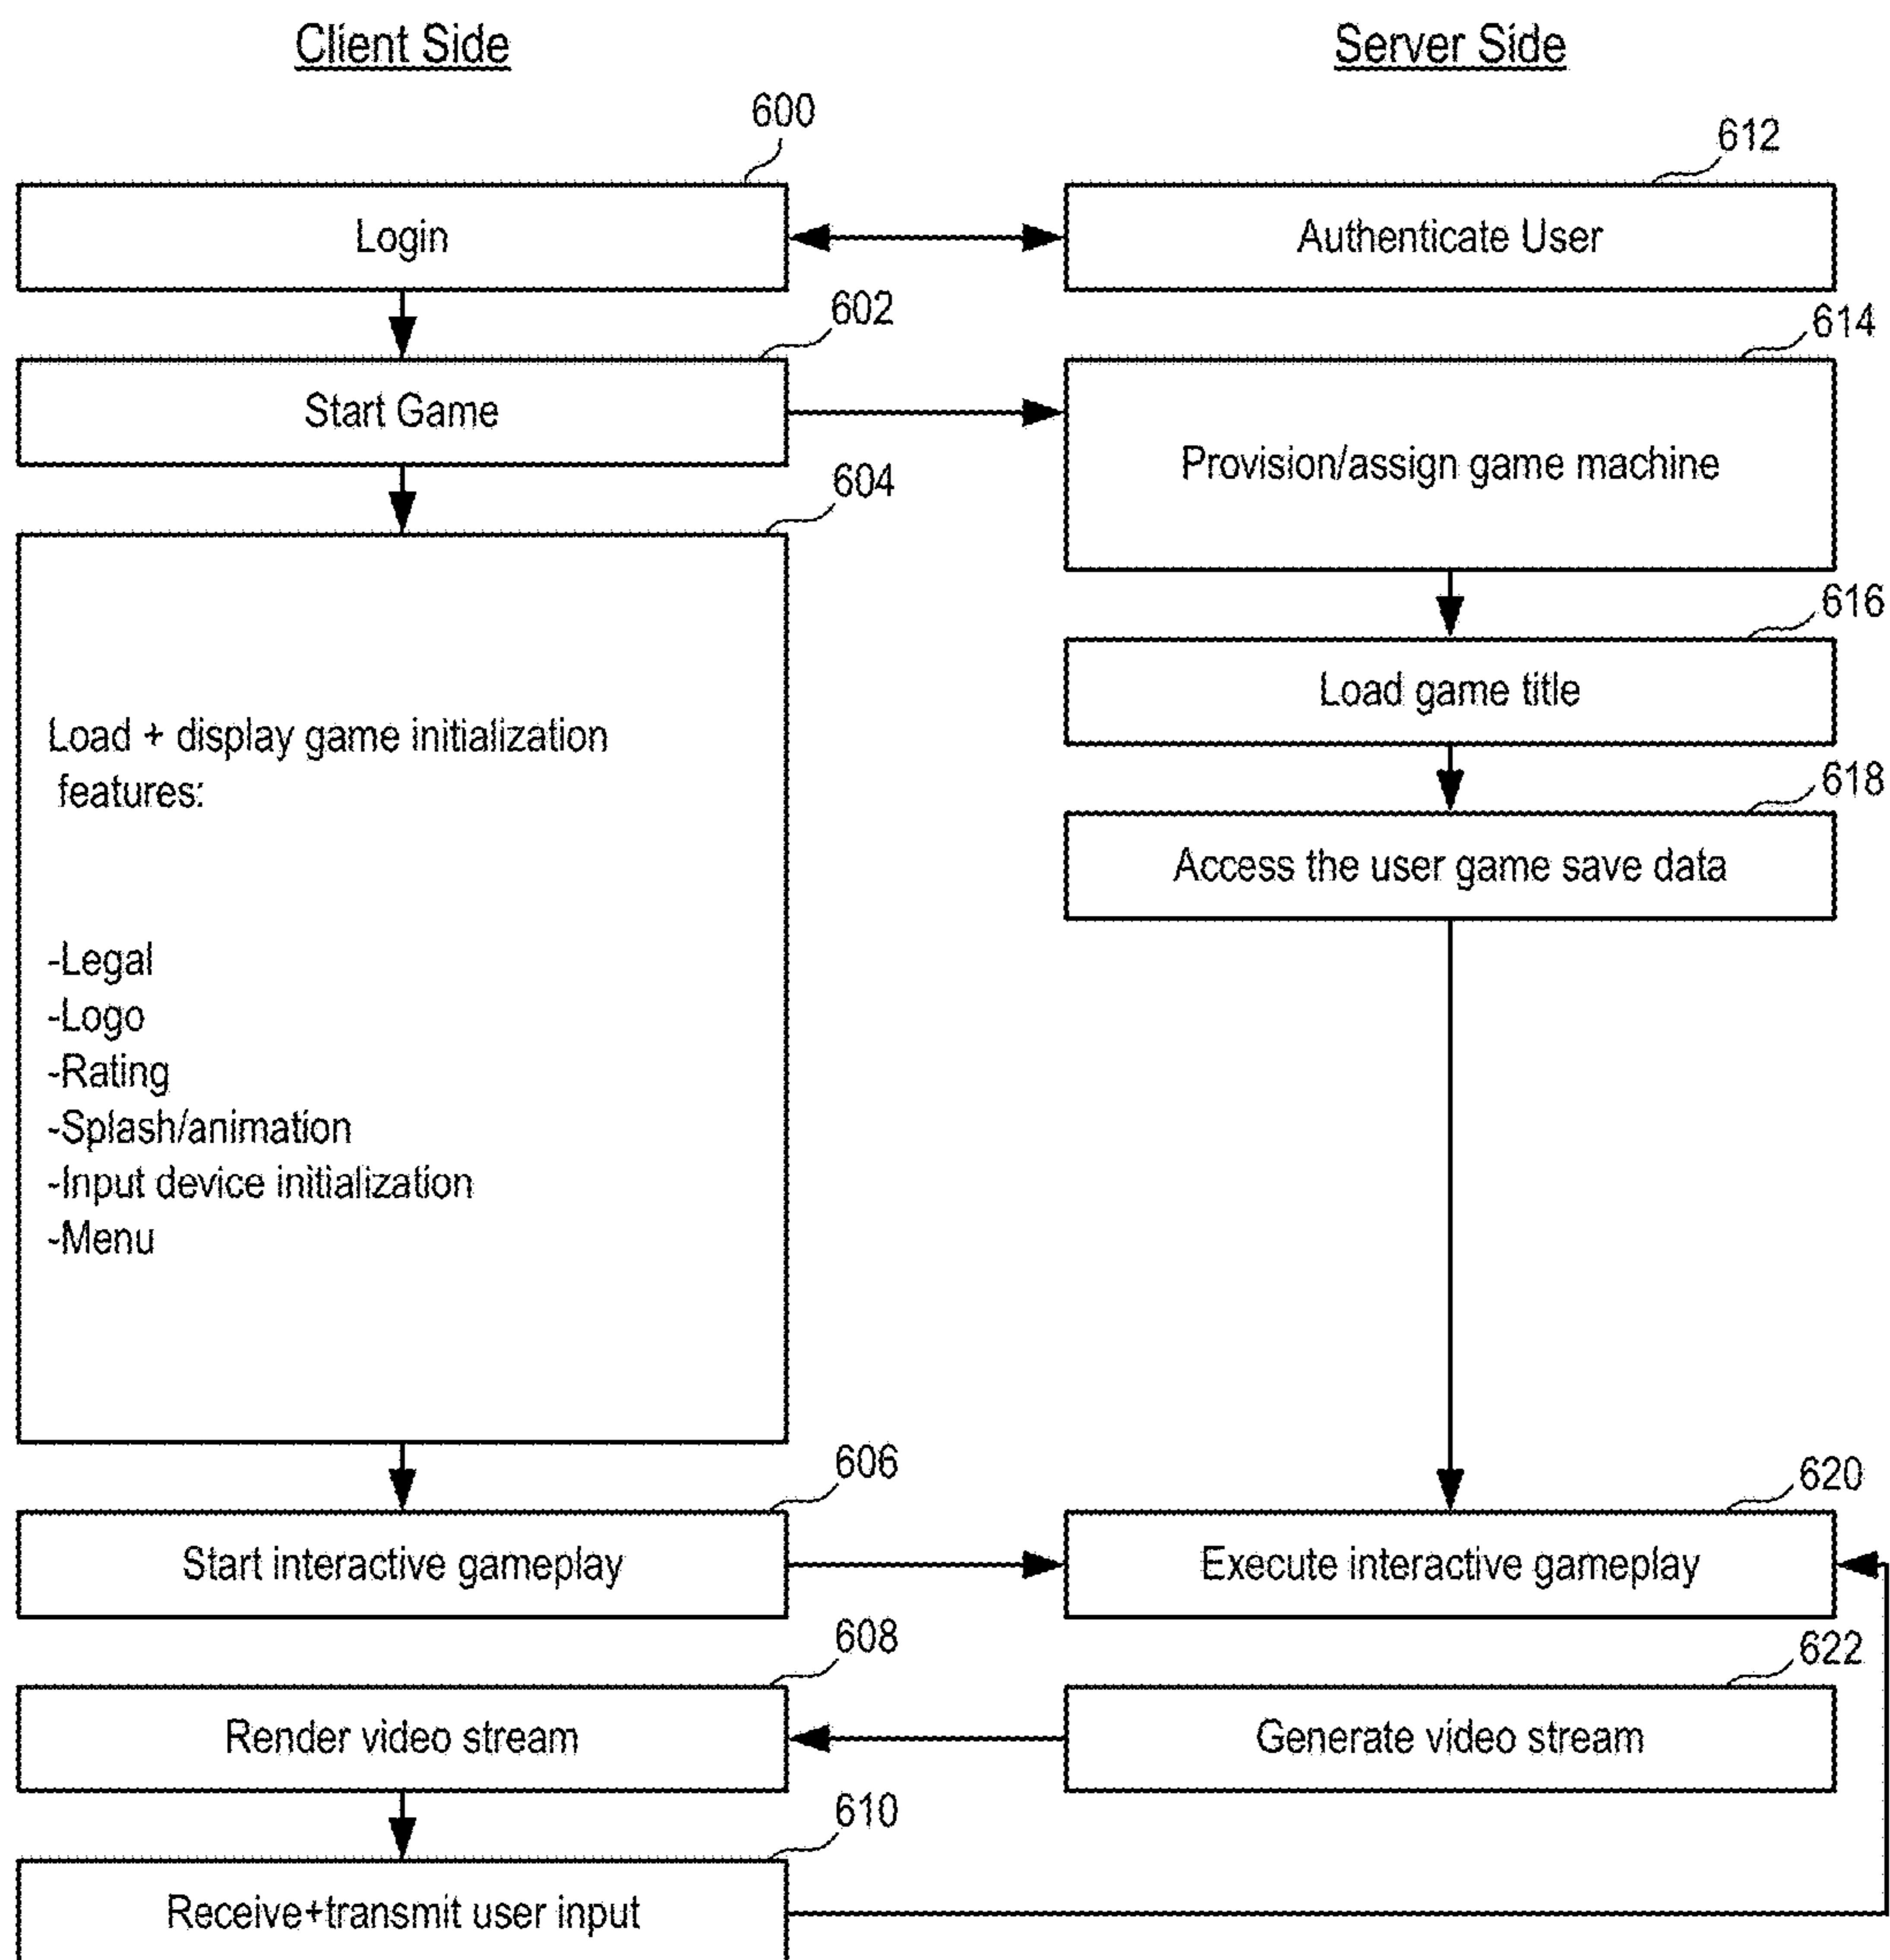 Client Side
Server Side
600
612
Login
Authenticate User
602
614
Start Game
Provision/assign game machine
604
616
Load game title
Load + display game initialization
features:
618
Access the user game save data
-Legal
-Logo
-Rating
-Splash/animation
-Input device initialization
-Menu
606
620
Start interactive gameplay
Execute interactive gameplay
608
622
Render video stream
Generate video stream
610
Receive+transmit user input